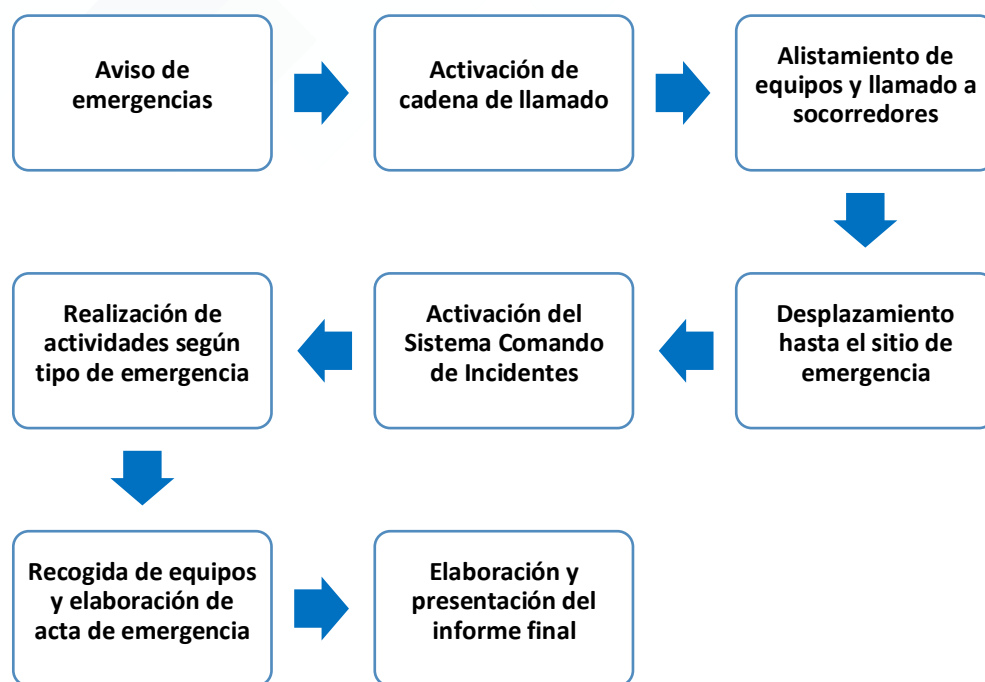 Aviso de
emergencias
Activación de
cadena de llamado
Alistamiento de
equipos y llamado a
socorredores
Desplazamiento
hasta el sitio de
emergencia
Activación del
Sistema Comando
de Incidentes
Realización de
actividades según
tipo de emergencia
Recogida de equipos
y elaboración de
acta de emergencia
Elaboración y
presentación del
informe final